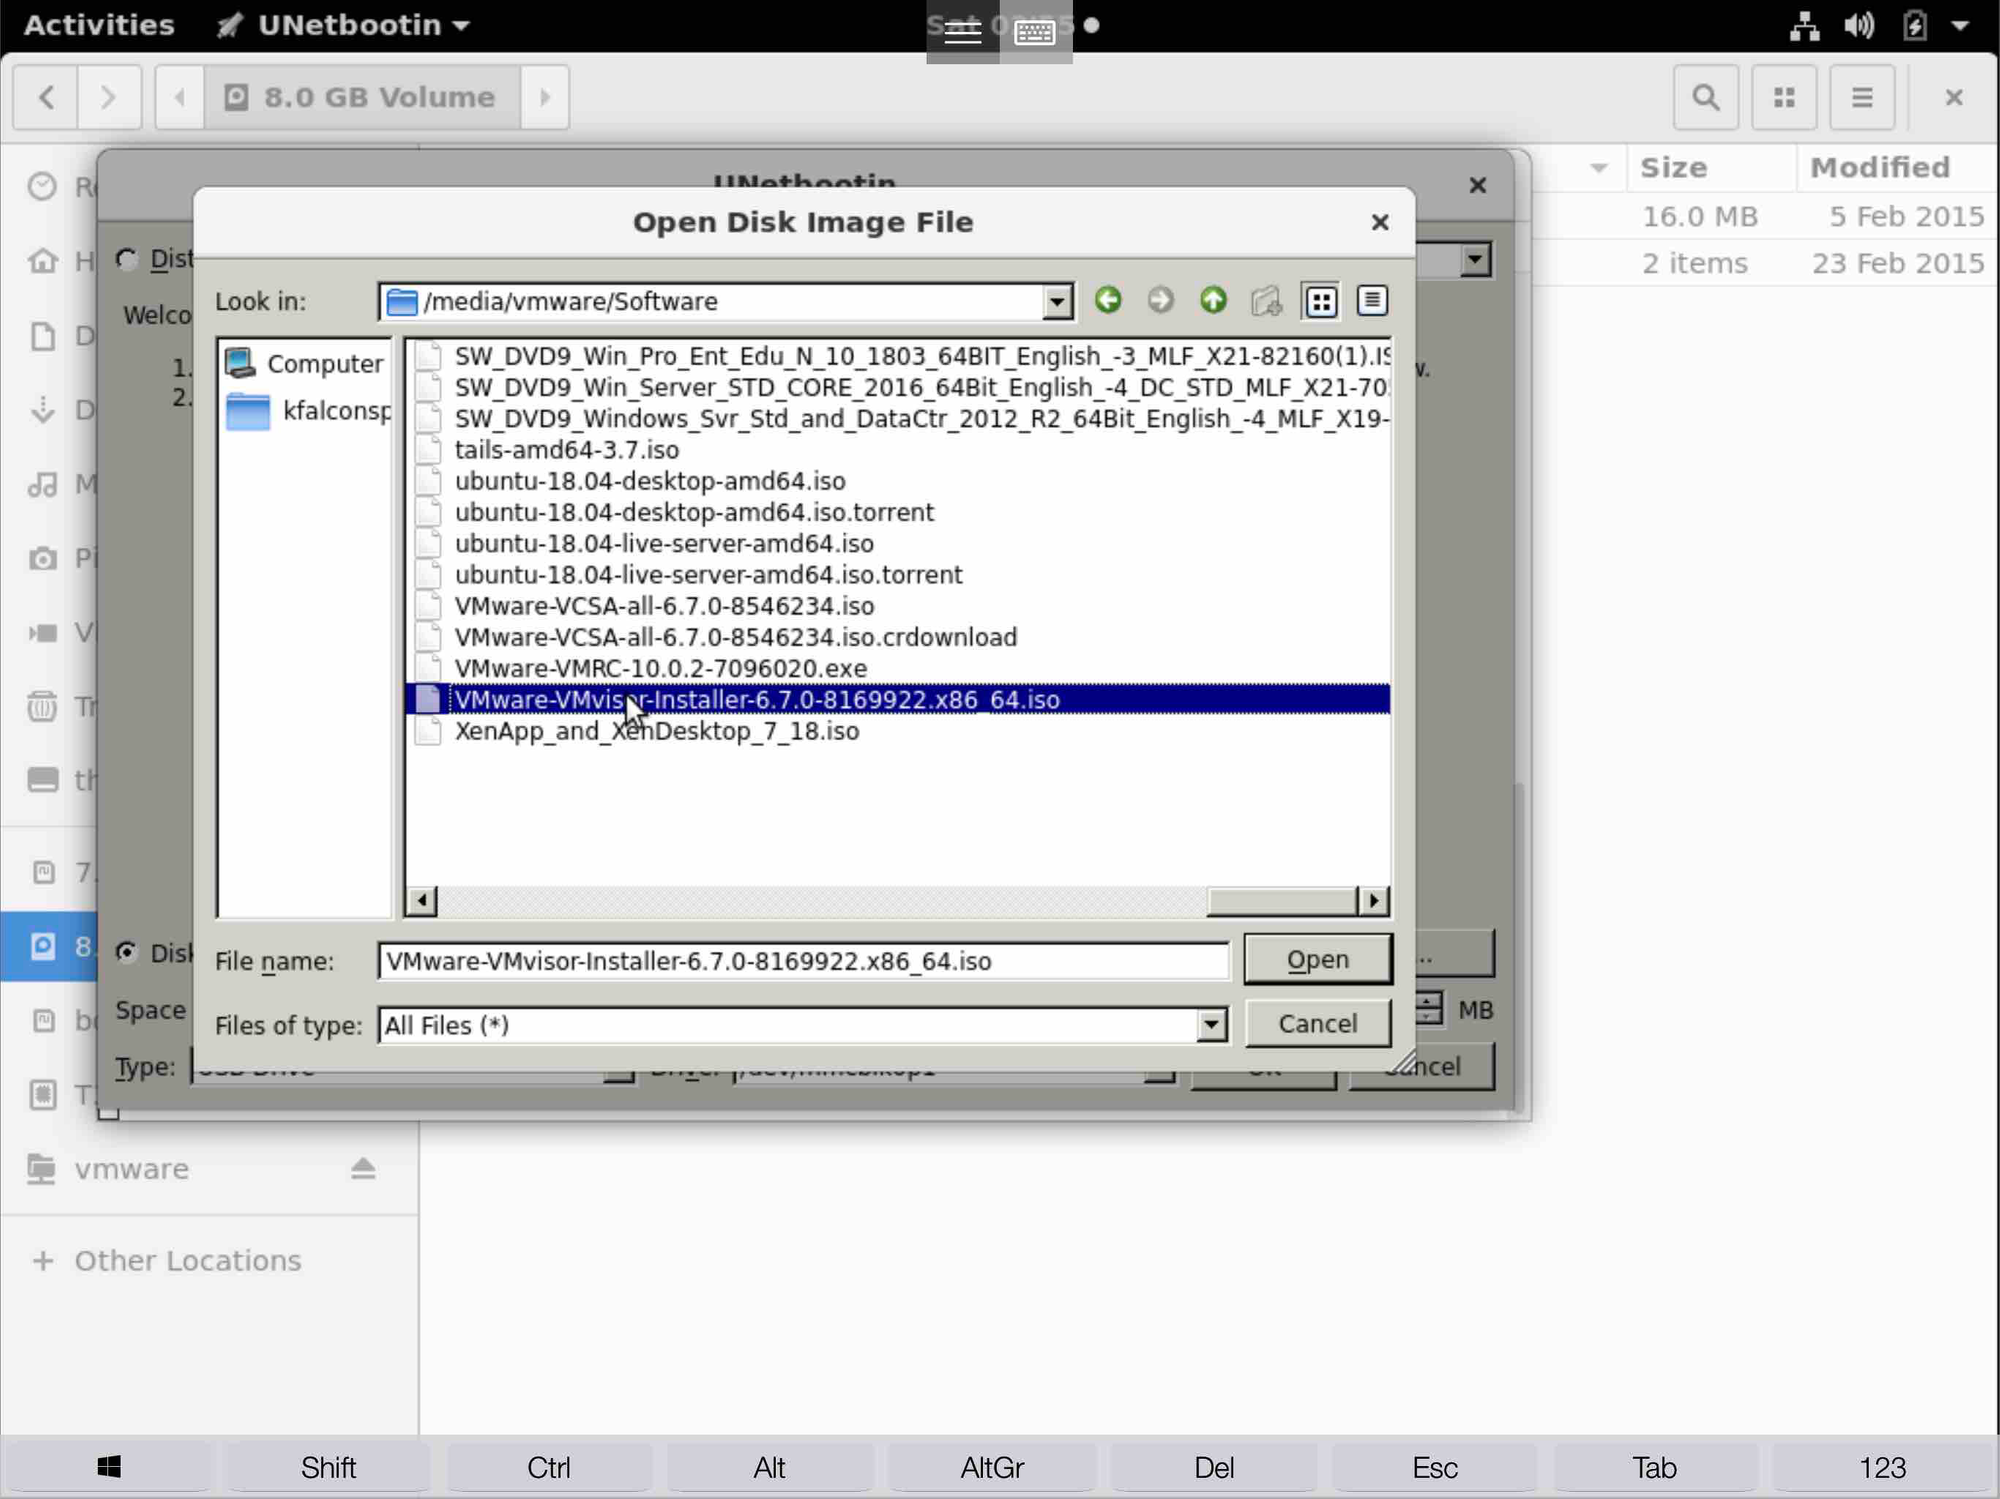 Activities UNetbootin Sat
8.0 GB Volume
Size Modified
16.0 MB 5 Feb 2015
2 items 23 Feb 2015
UNetbootin
Open Disk Image File
Dist
Look in: /media/vmware/Software
Welco
Computer
kfalconsp
1.
2.
w.
SW_DVD9_Win_Pro_Ent_Edu_N_10_1803_64BIT_English_-3_MLF_X21-82160(1).IS
SW_DVD9_Win_Server_STD_CORE_2016_64Bit_English_-4_DC_STD_MLF_X21-70
SW_DVD9_Windows_Svr_Std_and_DataCtr_2012_R2_64Bit_English_-4_MLF_X19-
tails-amd64-3.7.iso
ubuntu-18.04-desktop-amd64.iso
ubuntu-18.04-desktop-amd64.iso.torrent
ubuntu-18.04-live-server-amd64.iso
ubuntu-18.04-live-server-amd64.iso.torrent
VMware-VCSA-all-6.7.0-8546234.iso
VMware-VCSA-all-6.7.0-8546234.iso.crdownload
VMware-VMRC-10.0.2-7096020.exe
VMware-VMvisor-Installer-6.7.0-8169922.x86_64.iso
XenApp_and_XenDesktop_7_18.iso
Disk
File name: VMware-VMvisor-Installer-6.7.0-8169922.x86_64.iso Open
Space
Files of type: All Files (*) Cancel
MB
Type: USB Drive Drive: OK Cancel
vmware
+ Other Locations
Shift Ctrl Alt AltGr Del Esc Tab 123